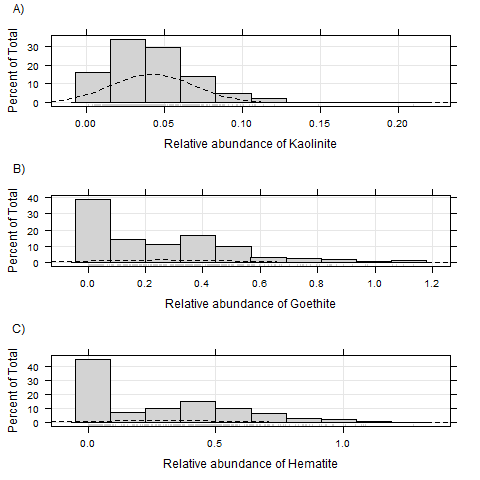 A)
Percent of Total
30
20
10
0
0.00 0.05 0.10 0.15 0.20
Relative abundance of Kaolinite
B)
Percent of Total
40
30
20
10
0
0.0 0.2 0.4 0.6 0.8 1.0 1.2
Relative abundance of Goethite
C)
Percent of Total
40
30
20
10
0
0.0 0.5 1.0
Relative abundance of Hematite